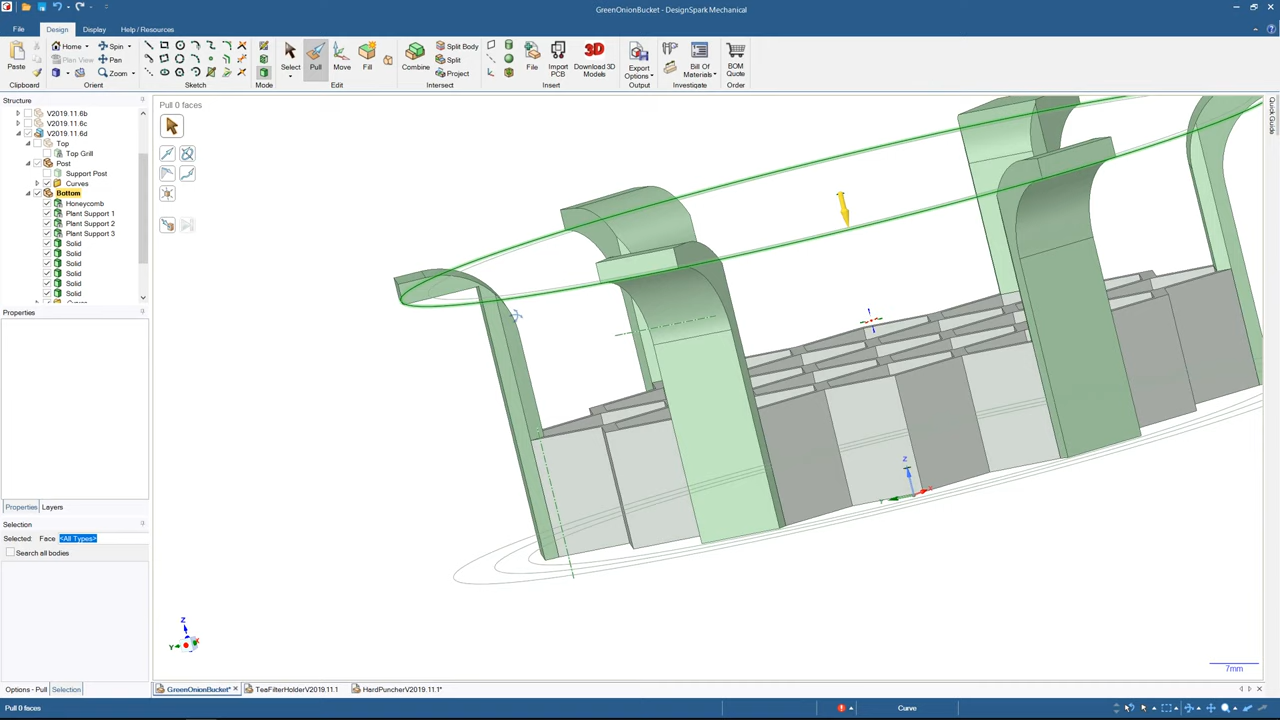 GreenOnionBucket - DesignSpark Mechanical
File Design Display Help / Resources
Paste
Home
Plan View
Spin
Pan
Zoom
Select
Pull
Move
Fill
Combine
Split Body
Split
Project
File
Import PCB
Download 3D Models
Export Options
Bill Of Materials
BOM Quote
Clipboard Orient Sketch Mode Edit Intersect Insert Output Investigate Order
Structure
V2019.11.6b
V2019.11.6c
V2019.11.6d
Top
Top Grill
Post
Support Post
Curves
Bottom
Honeycomb
Plant Support 1
Plant Support 2
Plant Support 3
Solid
Solid
Solid
Solid
Solid
Solid
Properties
Properties Layers
Selection
Selected: Face <All Types>
Search all bodies
Options - Pull Selection
Pull 0 faces
Quick Guide
Z
X
Y
Z
Y
7mm
GreenOnionBucket* TeaFilterHolderV2019.11.1 HardPuncherV2019.11.1*
Pull 0 faces Curve